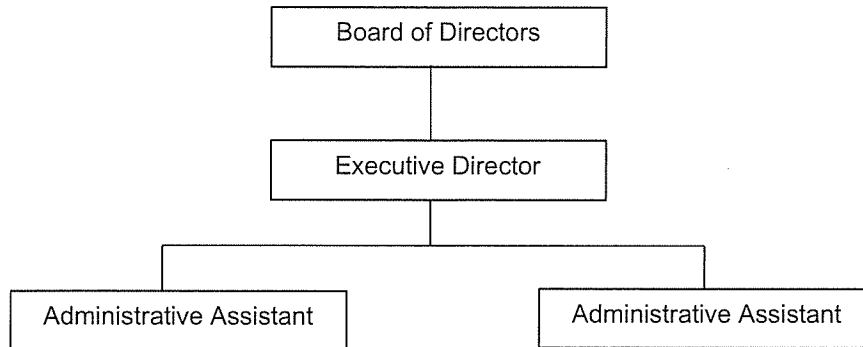 Board of Directors
Executive Director
Administrative Assistant
Administrative Assistant